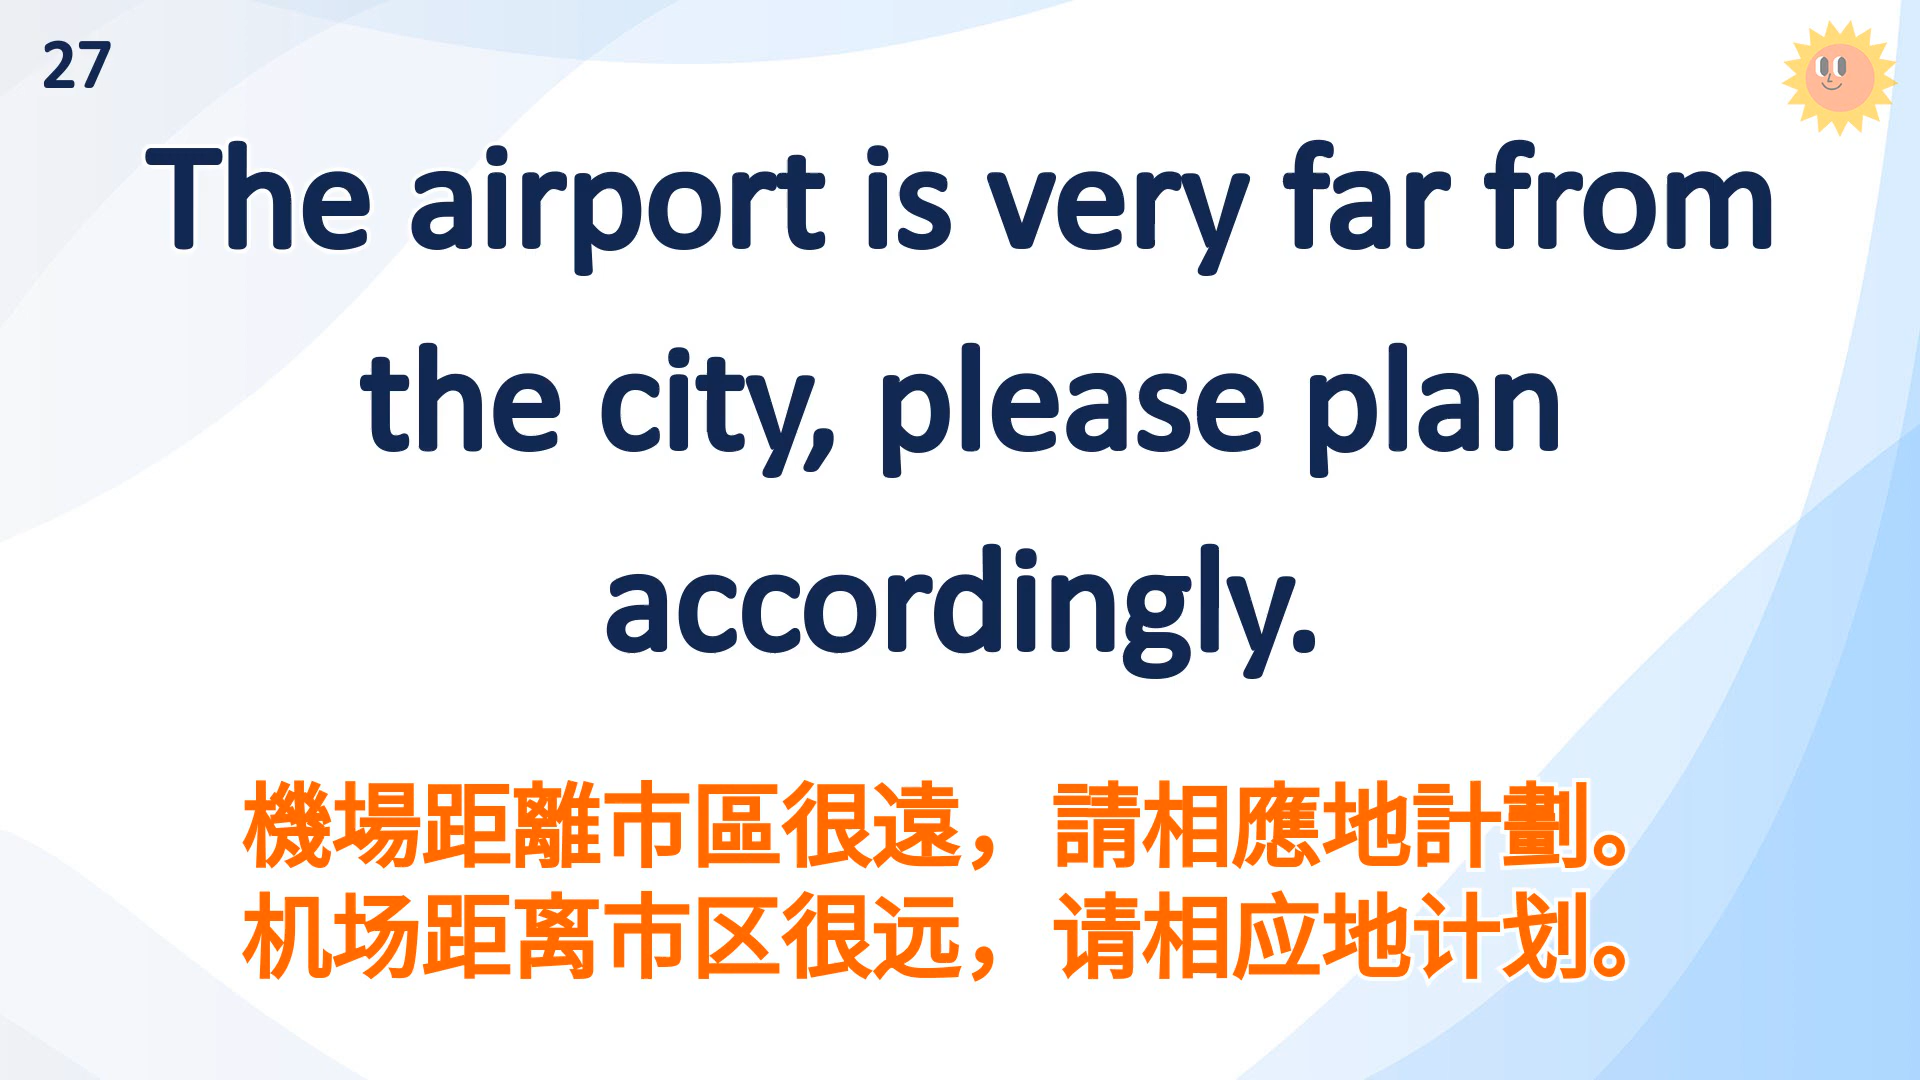 27
The airport is very far from
the city, please plan
accordingly.
機場距離市區很遠，請相應地計劃。
机场距离市区很远，请相应地计划。